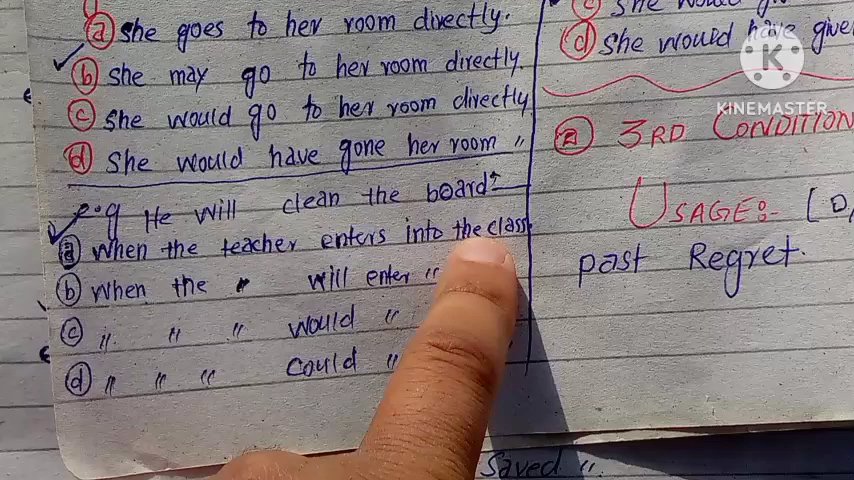 ⓐ She goes to her room directly.
ⓑ She may go to her room directly.
ⓒ She would go to her room directly
ⓓ She would have gone her room "
e.g He will clean the board
ⓐ When the teacher enters into the class.
ⓑ When the " will enter "
ⓒ " " " would "
ⓓ " " " could "
ⓒ She would
ⓓ She would have give
KINEMASTER
ⓐ 3RD CONDITION
USAGE:- [
past Regret.
Saved "